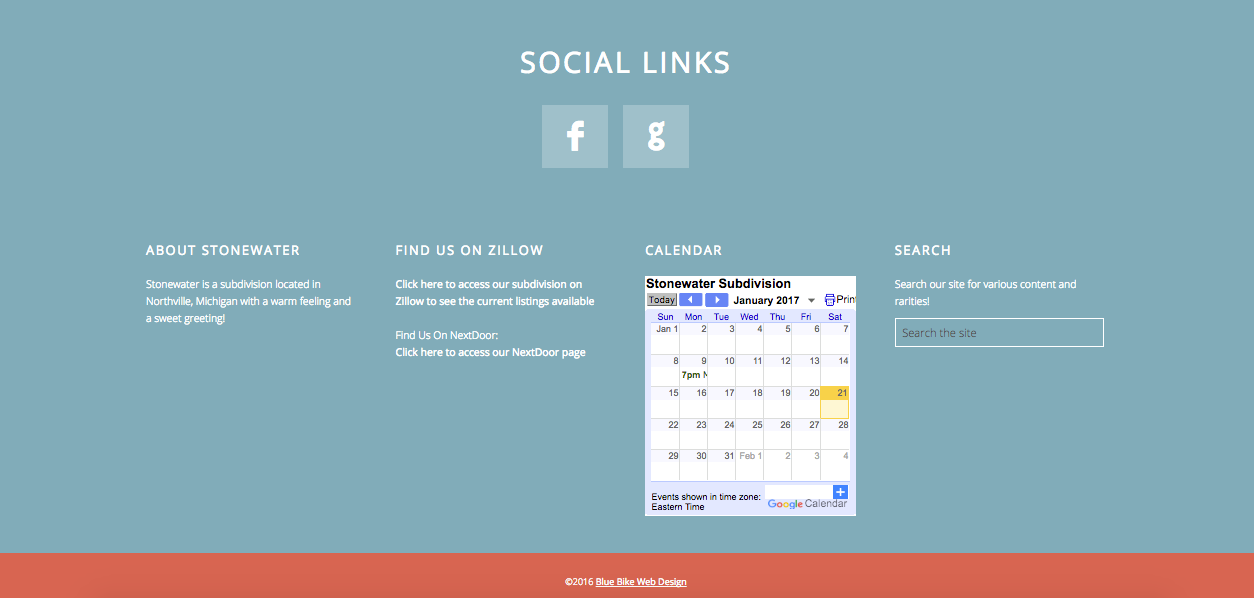 SOCIAL LINKS
f g
ABOUT STONEWATER
Stonewater is a subdivision located in
Northville, Michigan with a warm feeling and
a sweet greeting!
FIND US ON ZILLOW
Click here to access our subdivision on
Zillow to see the current listings available
Find Us On NextDoor:
Click here to access our NextDoor page
CALENDAR
Stonewater Subdivision
Today January 2017 Print
Sun Mon Tue Wed Thu Fri Sat
Jan 1 2 3 4 5 6 7
8 9 10 11 12 13 14
7pm N
15 16 17 18 19 20 21
22 23 24 25 26 27 28
29 30 31 Feb 1 2 3 4
Events shown in time zone:
Eastern Time
+
Google Calendar
SEARCH
Search our site for various content and
rarities!
Search the site
©2016 Blue Bike Web Design